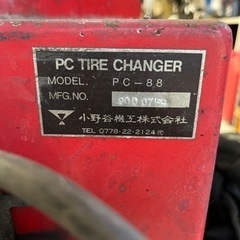 PC TIRE CHANGER
MODEL. PC-88
MFG.NO.
小野谷機工株式会社
TEL 0778-22-2124代